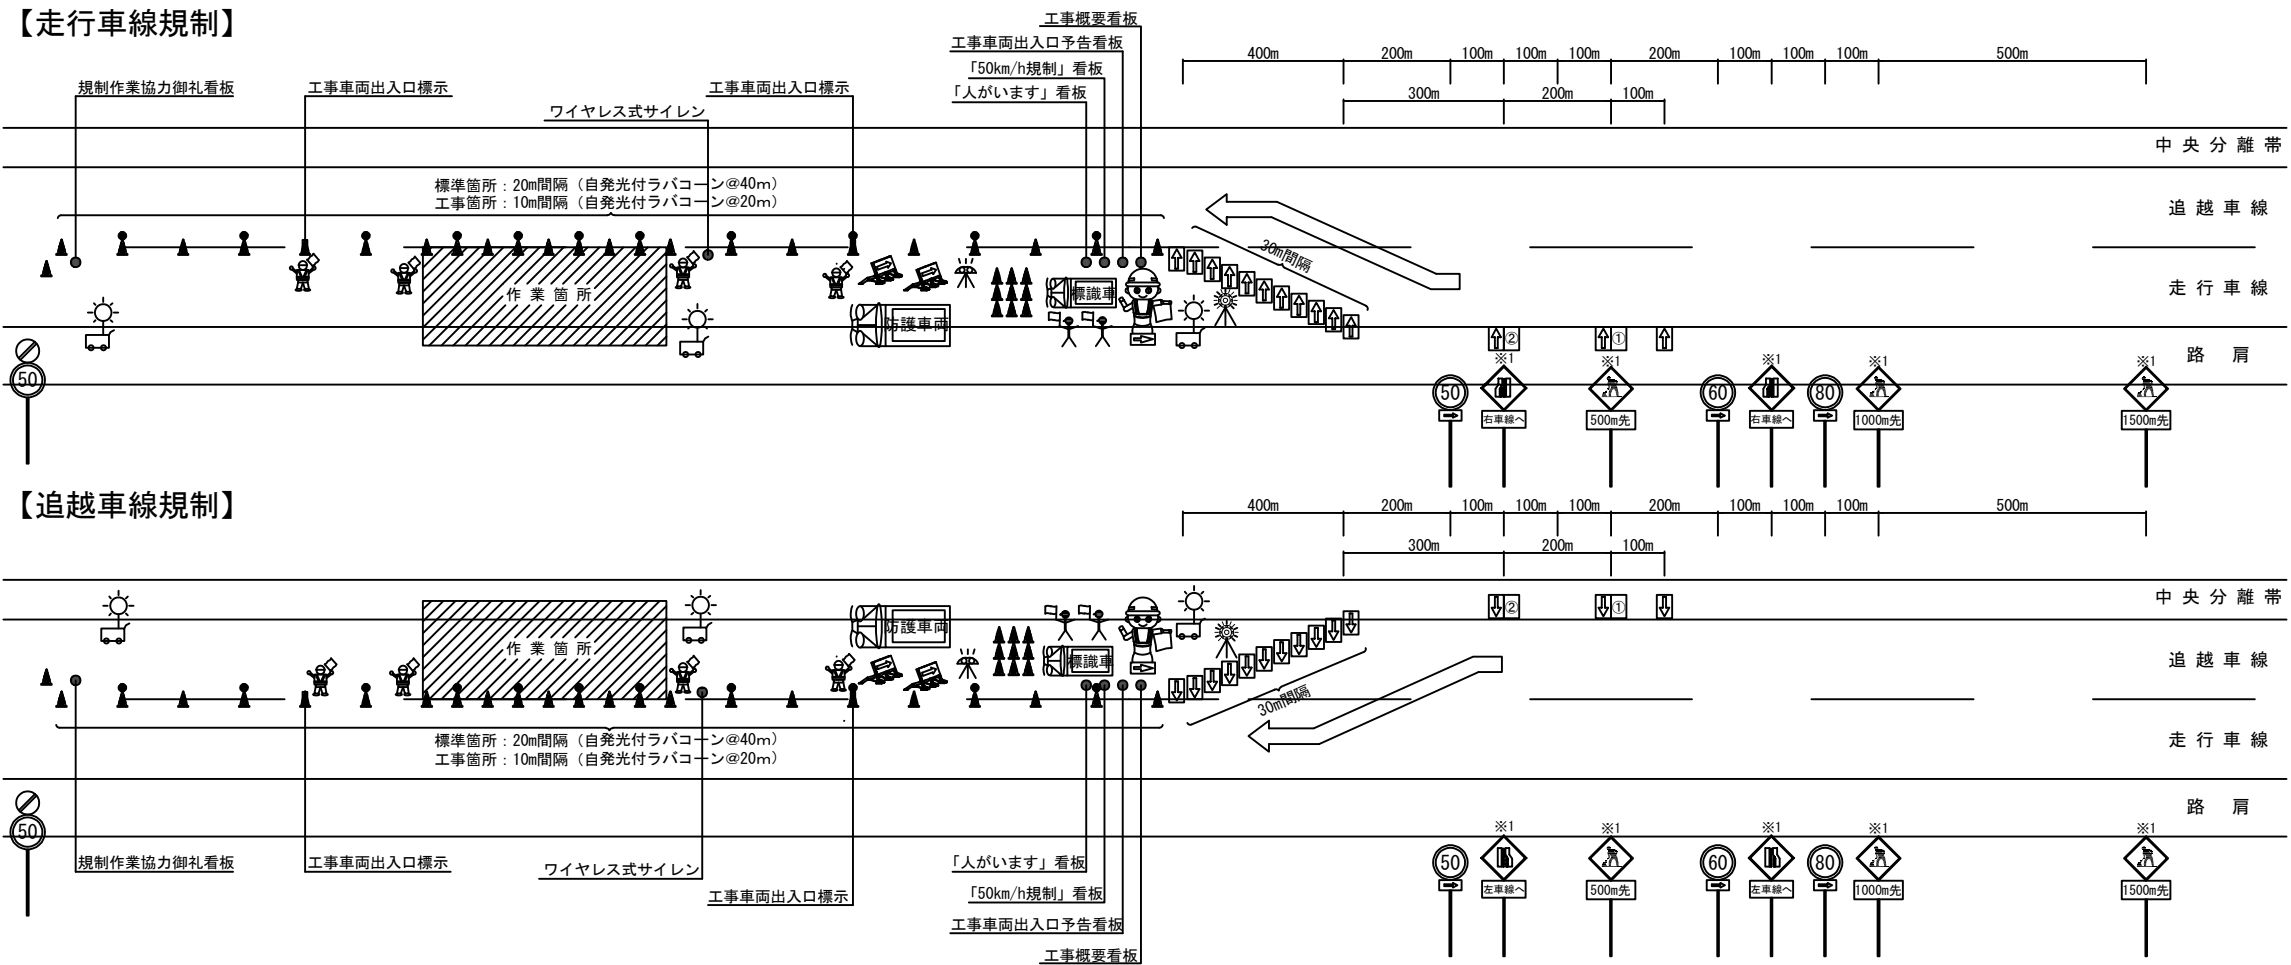 【走行車線規制】
工事概要看板
工事車両出入口予告看板
「50km/h規制」看板
「人がいます」看板
規制作業協力御礼看板
工事車両出入口標示
ワイヤレス式サイレン
工事車両出入口標示
400m 200m 100m 100m 100m 200m 100m 100m 100m 500m
300m 200m 100m
中央分離帯
標準箇所：20m間隔（自発光付ラバコーン@40m）
工事箇所：10m間隔（自発光付ラバコーン@20m）
追越車線
30m間隔
走行車線
作業箇所
標識車
防護車両
② ①
路肩
※1 ※1 ※1 ※1 ※1
50
50 60 80
右車線へ 500m先 右車線へ 1000m先 1500m先
【追越車線規制】
400m 200m 100m 100m 100m 200m 100m 100m 100m 500m
300m 200m 100m
中央分離帯
② ①
防護車両
作業箇所
標識車
追越車線
30m間隔
標準箇所：20m間隔（自発光付ラバコーン@40m）
工事箇所：10m間隔（自発光付ラバコーン@20m）
走行車線
路肩
50
※1 ※1 ※1 ※1 ※1
50 60 80
左車線へ 500m先 左車線へ 1000m先 1500m先
規制作業協力御礼看板
工事車両出入口標示
ワイヤレス式サイレン
工事車両出入口標示
「人がいます」看板
「50km/h規制」看板
工事車両出入口予告看板
工事概要看板